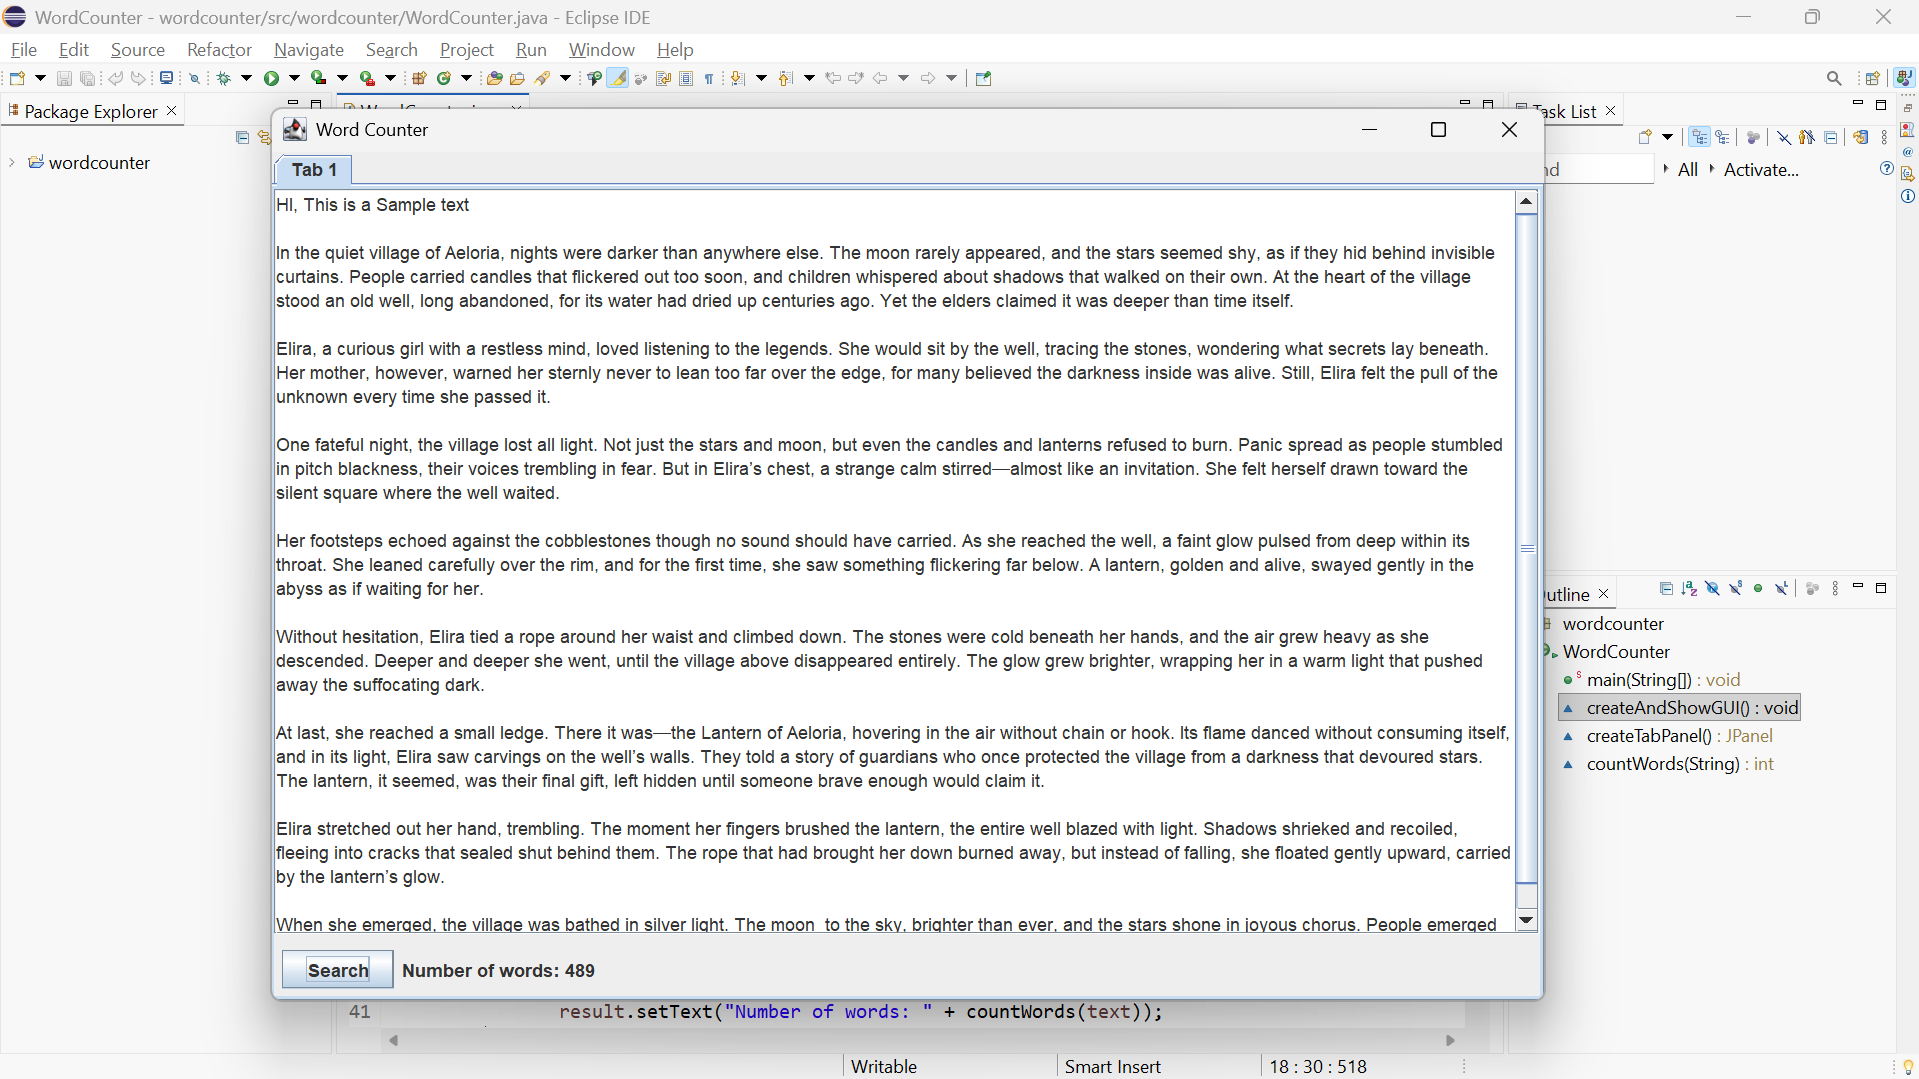 WordCounter - wordcounter/src/wordcounter/WordCounter.java - Eclipse IDE
File Edit Source Refactor Navigate Search Project Run Window Help
Package Explorer
wordcounter
Word Counter
Tab 1
HI, This is a Sample text
In the quiet village of Aeloria, nights were darker than anywhere else. The moon rarely appeared, and the stars seemed shy, as if they hid behind invisible
curtains. People carried candles that flickered out too soon, and children whispered about shadows that walked on their own. At the heart of the village
stood an old well, long abandoned, for its water had dried up centuries ago. Yet the elders claimed it was deeper than time itself.
Elira, a curious girl with a restless mind, loved listening to the legends. She would sit by the well, tracing the stones, wondering what secrets lay beneath.
Her mother, however, warned her sternly never to lean too far over the edge, for many believed the darkness inside was alive. Still, Elira felt the pull of the
unknown every time she passed it.
One fateful night, the village lost all light. Not just the stars and moon, but even the candles and lanterns refused to burn. Panic spread as people stumbled
in pitch blackness, their voices trembling in fear. But in Elira's chest, a strange calm stirred—almost like an invitation. She felt herself drawn toward the
silent square where the well waited.
Her footsteps echoed against the cobblestones though no sound should have carried. As she reached the well, a faint glow pulsed from deep within its
throat. She leaned carefully over the rim, and for the first time, she saw something flickering far below. A lantern, golden and alive, swayed gently in the
abyss as if waiting for her.
Without hesitation, Elira tied a rope around her waist and climbed down. The stones were cold beneath her hands, and the air grew heavy as she
descended. Deeper and deeper she went, until the village above disappeared entirely. The glow grew brighter, wrapping her in a warm light that pushed
away the suffocating dark.
At last, she reached a small ledge. There it was—the Lantern of Aeloria, hovering in the air without chain or hook. Its flame danced without consuming itself,
and in its light, Elira saw carvings on the well's walls. They told a story of guardians who once protected the village from a darkness that devoured stars.
The lantern, it seemed, was their final gift, left hidden until someone brave enough would claim it.
Elira stretched out her hand, trembling. The moment her fingers brushed the lantern, the entire well blazed with light. Shadows shrieked and recoiled,
fleeing into cracks that sealed shut behind them. The rope that had brought her down burned away, but instead of falling, she floated gently upward, carried
by the lantern's glow.
When she emerged, the village was bathed in silver light. The moon to the sky, brighter than ever, and the stars shone in joyous chorus. People emerged
Search Number of words: 489
41 result.setText("Number of words: " + countWords(text));
Writable Smart Insert 18 : 30 : 518
ask List
nd All Activate...
utline
wordcounter
WordCounter
main(String[]) : void
createAndShowGUI() : void
createTabPanel() : JPanel
countWords(String) : int